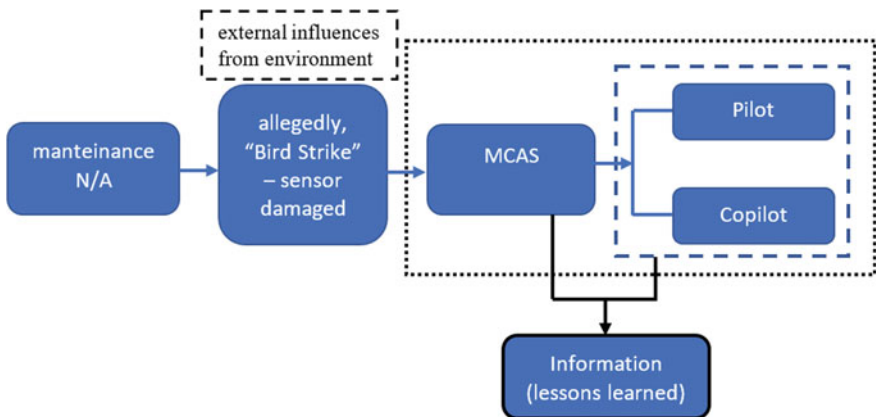 external influences
from environment
manteinance
N/A
allegedly,
“Bird Strike”
– sensor
damaged
MCAS
Pilot
Copilot
Information
(lessons learned)